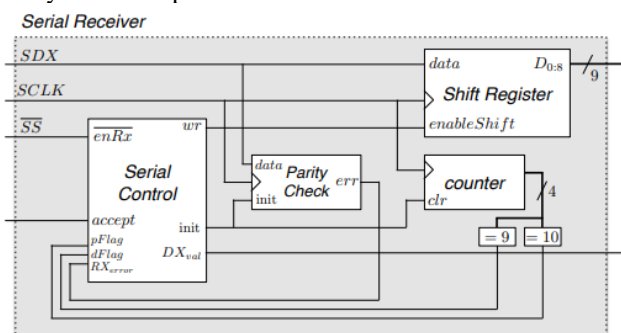 Serial Receiver
SDX
data
D0:8
9
SCLK
Shift Register
SS
enRx
wr
enableShift
Serial Control
data
Parity Check
err
init
counter
clr
4
accept
init
= 9
= 10
pFlag
dFlag
DXval
RXerror